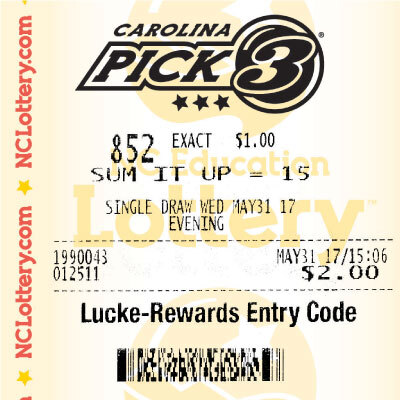 CAROLINA
PICK 3
852 EXACT $1.00
SUM IT UP = 15
NC Education
Lottery™
SINGLE DRAW WED MAY31 17
EVENING
1990043 MAY31 17/15:06
012511 $2.00
Lucke-Rewards Entry Code
NCLottery.com
NCLottery.com